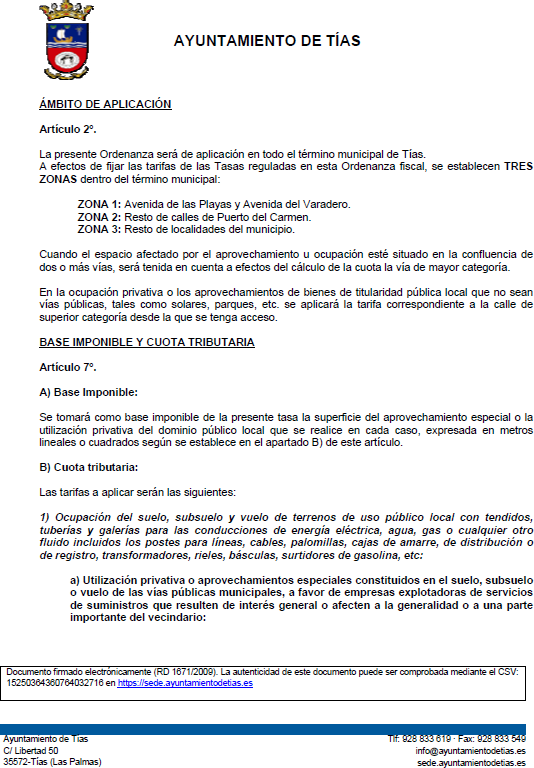 AYUNTAMIENTO DE TÍAS
ÁMBITO DE APLICACIÓN
Artículo 2º.
La presente Ordenanza será de aplicación en todo el término municipal de Tías.
A efectos de fijar las tarifas de las Tasas reguladas en esta Ordenanza fiscal, se establecen TRES
ZONAS dentro del término municipal:
ZONA 1: Avenida de las Playas y Avenida del Varadero.
ZONA 2: Resto de calles de Puerto del Carmen.
ZONA 3: Resto de localidades del municipio.
Cuando el espacio afectado por el aprovechamiento u ocupación esté situado en la confluencia de
dos o más vías, será tenida en cuenta a efectos del cálculo de la cuota la vía de mayor categoría.
En la ocupación privativa o los aprovechamientos de bienes de titularidad pública local que no sean
vías públicas, tales como solares, parques, etc. se aplicará la tarifa correspondiente a la calle de
superior categoría desde la que se tenga acceso.
BASE IMPONIBLE Y CUOTA TRIBUTARIA
Artículo 7º.
A) Base Imponible:
Se tomará como base imponible de la presente tasa la superficie del aprovechamiento especial o la
utilización privativa del dominio público local que se realice en cada caso, expresada en metros
lineales o cuadrados según se establece en el apartado B) de este artículo.
B) Cuota tributaria:
Las tarifas a aplicar serán las siguientes:
1) Ocupación del suelo, subsuelo y vuelo de terrenos de uso público local con tendidos,
tuberías y galerías para las conducciones de energía eléctrica, agua, gas o cualquier otro
fluido incluidos los postes para líneas, cables, palomillas, cajas de amarre, de distribución o
de registro, transformadores, rieles, básculas, surtidores de gasolina, etc:
a) Utilización privativa o aprovechamientos especiales constituidos en el suelo, subsuelo
o vuelo de las vías públicas municipales, a favor de empresas explotadoras de servicios
de suministros que resulten de interés general o afecten a la generalidad o a una parte
importante del vecindario:
Documento firmado electrónicamente (RD 1671/2009). La autenticidad de este documento puede ser comprobada mediante el CSV:
15250364360764032716 en https://sede.ayuntamientodetias.es
Ayuntamiento de Tías
C/ Libertad 50
35572-Tías (Las Palmas)
Tlf: 928 833 619 · Fax: 928 833 549
info@ayuntamientodetias.es
sede.ayuntamientodetias.es